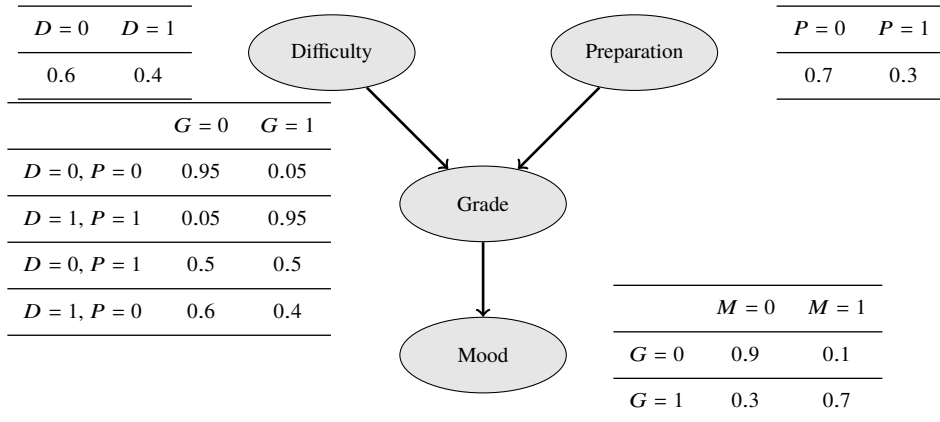 D = 0 D = 1
0.6 0.4
Difficulty
Preparation
P = 0 P = 1
0.7 0.3
G = 0 G = 1
D = 0, P = 0 0.95 0.05
D = 1, P = 1 0.05 0.95
D = 0, P = 1 0.5 0.5
D = 1, P = 0 0.6 0.4
Grade
Mood
M = 0 M = 1
G = 0 0.9 0.1
G = 1 0.3 0.7